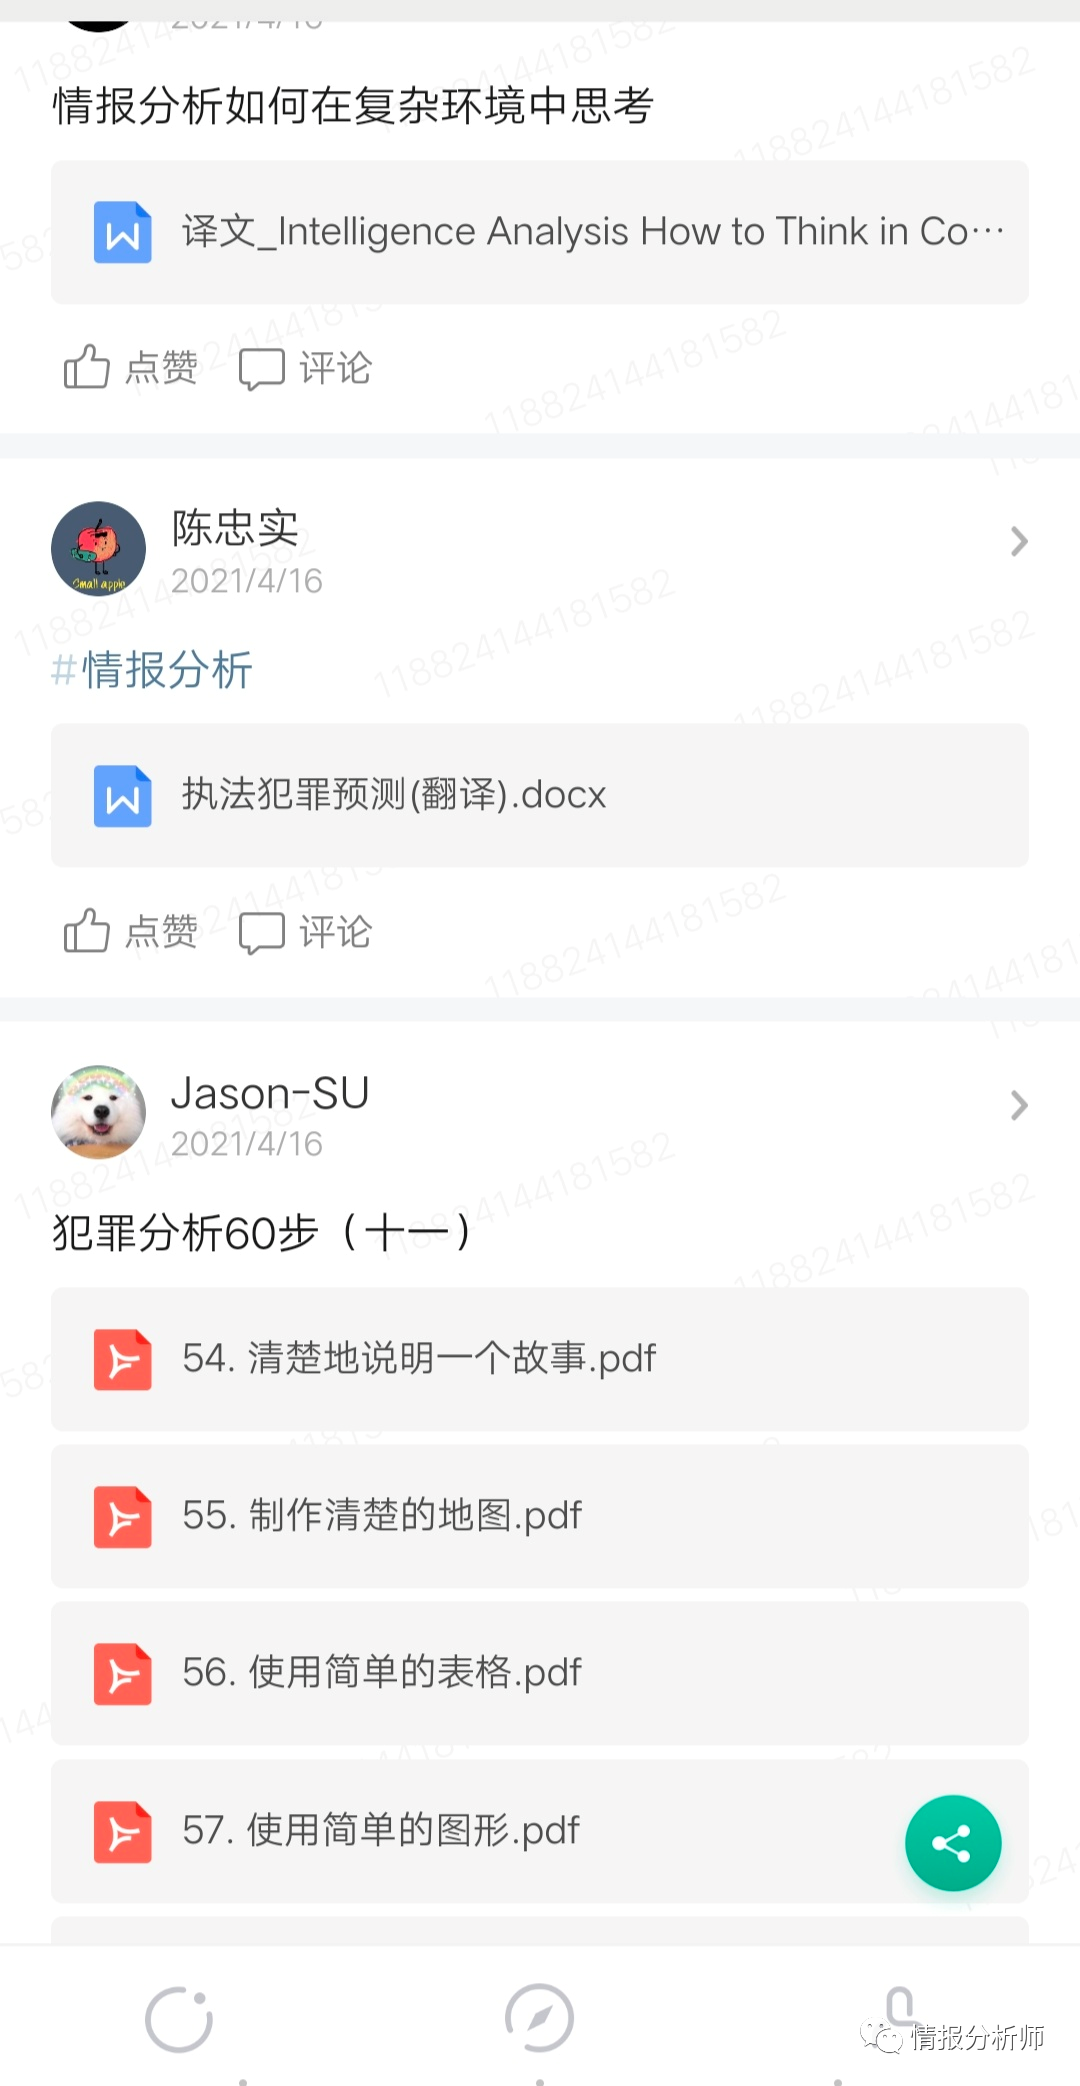 2021/4/16
情报分析如何在复杂环境中思考
译文_Intelligence Analysis How to Think in Co···
点赞 评论
陈忠实
2021/4/16
Small apple
#情报分析
执法犯罪预测(翻译).docx
点赞 评论
Jason-SU
2021/4/16
犯罪分析60步（十一）
54. 清楚地说明一个故事.pdf
55. 制作清楚的地图.pdf
56. 使用简单的表格.pdf
57. 使用简单的图形.pdf
情报分析师
118824144181582